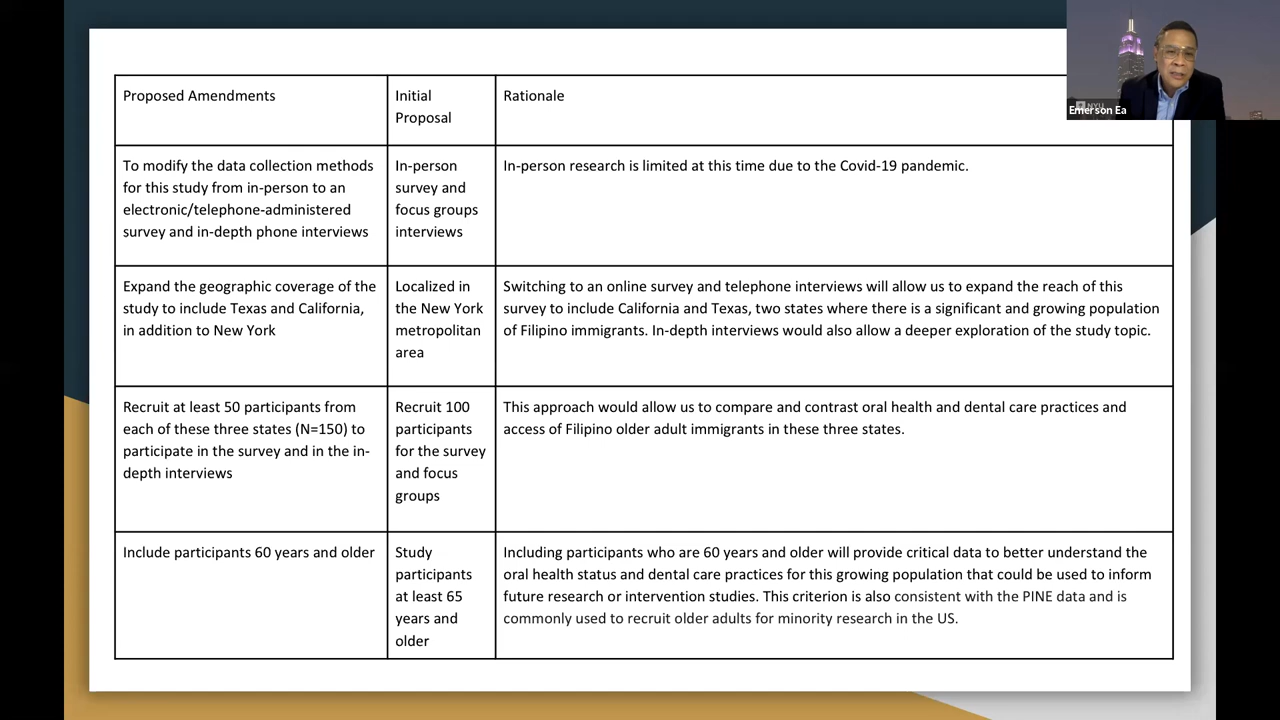 Proposed Amendments
Initial
Proposal
Rationale
To modify the data collection methods
for this study from in-person to an
electronic/telephone-administered
survey and in-depth phone interviews
In-person
survey and
focus groups
interviews
In-person research is limited at this time due to the Covid-19 pandemic.
Expand the geographic coverage of the
study to include Texas and California,
in addition to New York
Localized in
the New York
metropolitan
area
Switching to an online survey and telephone interviews will allow us to expand the reach of this
survey to include California and Texas, two states where there is a significant and growing population
of Filipino immigrants. In-depth interviews would also allow a deeper exploration of the study topic.
Recruit at least 50 participants from
each of these three states (N=150) to
participate in the survey and in the in-
depth interviews
Recruit 100
participants
for the survey
and focus
groups
This approach would allow us to compare and contrast oral health and dental care practices and
access of Filipino older adult immigrants in these three states.
Include participants 60 years and older
Study
participants
at least 65
years and
older
Including participants who are 60 years and older will provide critical data to better understand the
oral health status and dental care practices for this growing population that could be used to inform
future research or intervention studies. This criterion is also consistent with the PINE data and is
commonly used to recruit older adults for minority research in the US.
NYU
Emerson Ea